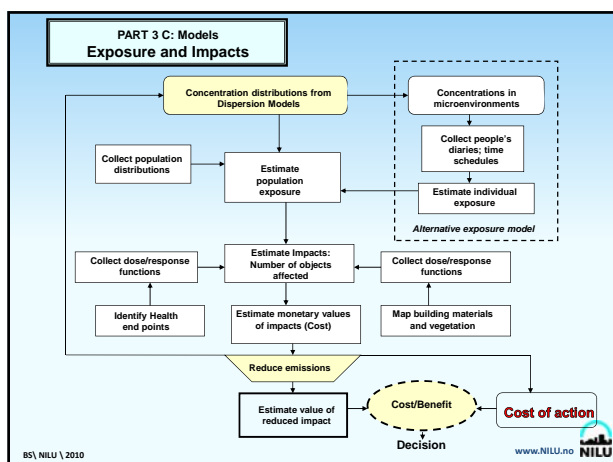 PART 3 C: Models
Exposure and Impacts
Concentration distributions from
Dispersion Models
Concentrations in
microenvironments
Collect people's
diaries; time
schedules
Collect population
distributions
Estimate
population
exposure
Estimate individual
exposure
Alternative exposure model
Collect dose/response
functions
Estimate Impacts:
Number of objects
affected
Collect dose/response
functions
Identify Health
end points
Estimate monetary values
of impacts (Cost)
Map building materials
and vegetation
Reduce emissions
Estimate value of
reduced impact
Cost/Benefit
Cost of action
Decision
BS\ NILU \ 2010
www.NILU.no
NILU